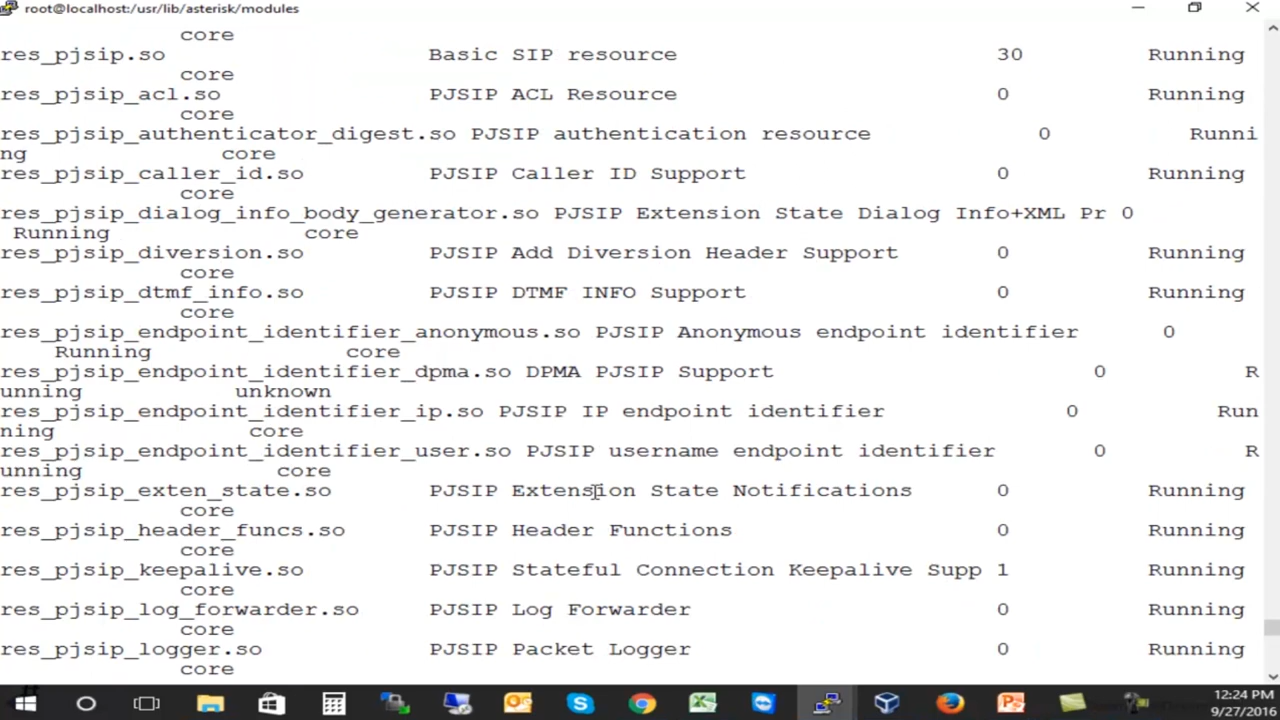 root@localhost:/usr/lib/asterisk/modules
core
res_pjsip.so Basic SIP resource 30 Running
core
res_pjsip_acl.so PJSIP ACL Resource 0 Running
core
res_pjsip_authenticator_digest.so PJSIP authentication resource 0 Runni
ng core
res_pjsip_caller_id.so PJSIP Caller ID Support 0 Running
core
res_pjsip_dialog_info_body_generator.so PJSIP Extension State Dialog Info+XML Pr 0
Running core
res_pjsip_diversion.so PJSIP Add Diversion Header Support 0 Running
core
res_pjsip_dtmf_info.so PJSIP DTMF INFO Support 0 Running
core
res_pjsip_endpoint_identifier_anonymous.so PJSIP Anonymous endpoint identifier 0
Running core
res_pjsip_endpoint_identifier_dpma.so DPMA PJSIP Support 0 R
unning unknown
res_pjsip_endpoint_identifier_ip.so PJSIP IP endpoint identifier 0 Run
ning core
res_pjsip_endpoint_identifier_user.so PJSIP username endpoint identifier 0 R
unning core
res_pjsip_exten_state.so PJSIP Extension State Notifications 0 Running
core
res_pjsip_header_funcs.so PJSIP Header Functions 0 Running
core
res_pjsip_keepalive.so PJSIP Stateful Connection Keepalive Supp 1 Running
core
res_pjsip_log_forwarder.so PJSIP Log Forwarder 0 Running
core
res_pjsip_logger.so PJSIP Packet Logger 0 Running
core
12:24 PM
9/27/2016